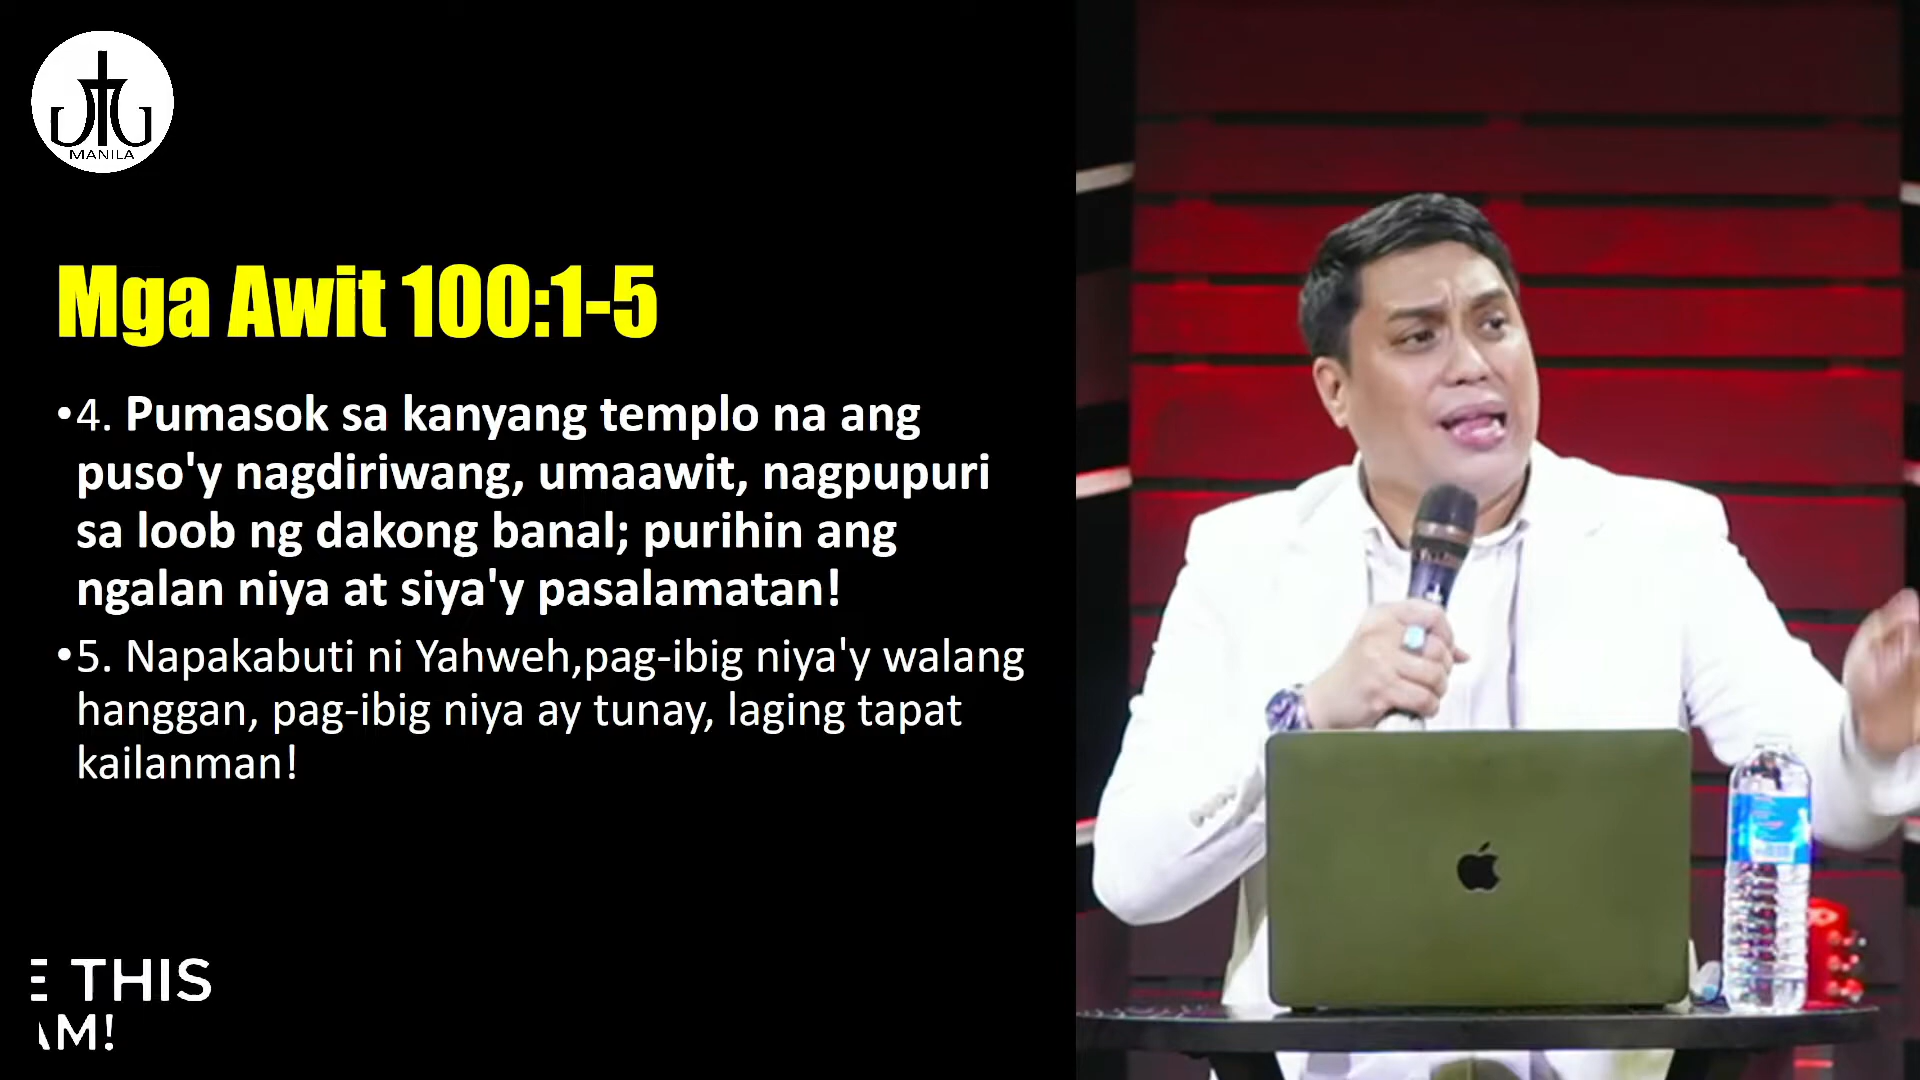 MANILA
Mga Awit 100:1-5
•4. Pumasok sa kanyang templo na ang
puso'y nagdiriwang, umaawit, nagpupuri
sa loob ng dakong banal; purihin ang
ngalan niya at siya'y pasalamatan!
•5. Napakabuti ni Yahweh,pag-ibig niya'y walang
hanggan, pag-ibig niya ay tunay, laging tapat
kailanman!
THIS